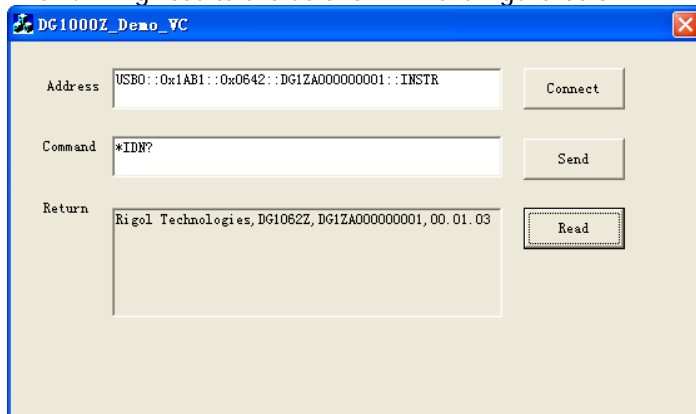 DG1000Z_Demo_VC
Address USB0::0x1AB1::0x0642::DG1ZA000000001::INSTR Connect
Command *IDN? Send
Return Rigol Technologies,DG1062Z,DG1ZA000000001,00.01.03 Read